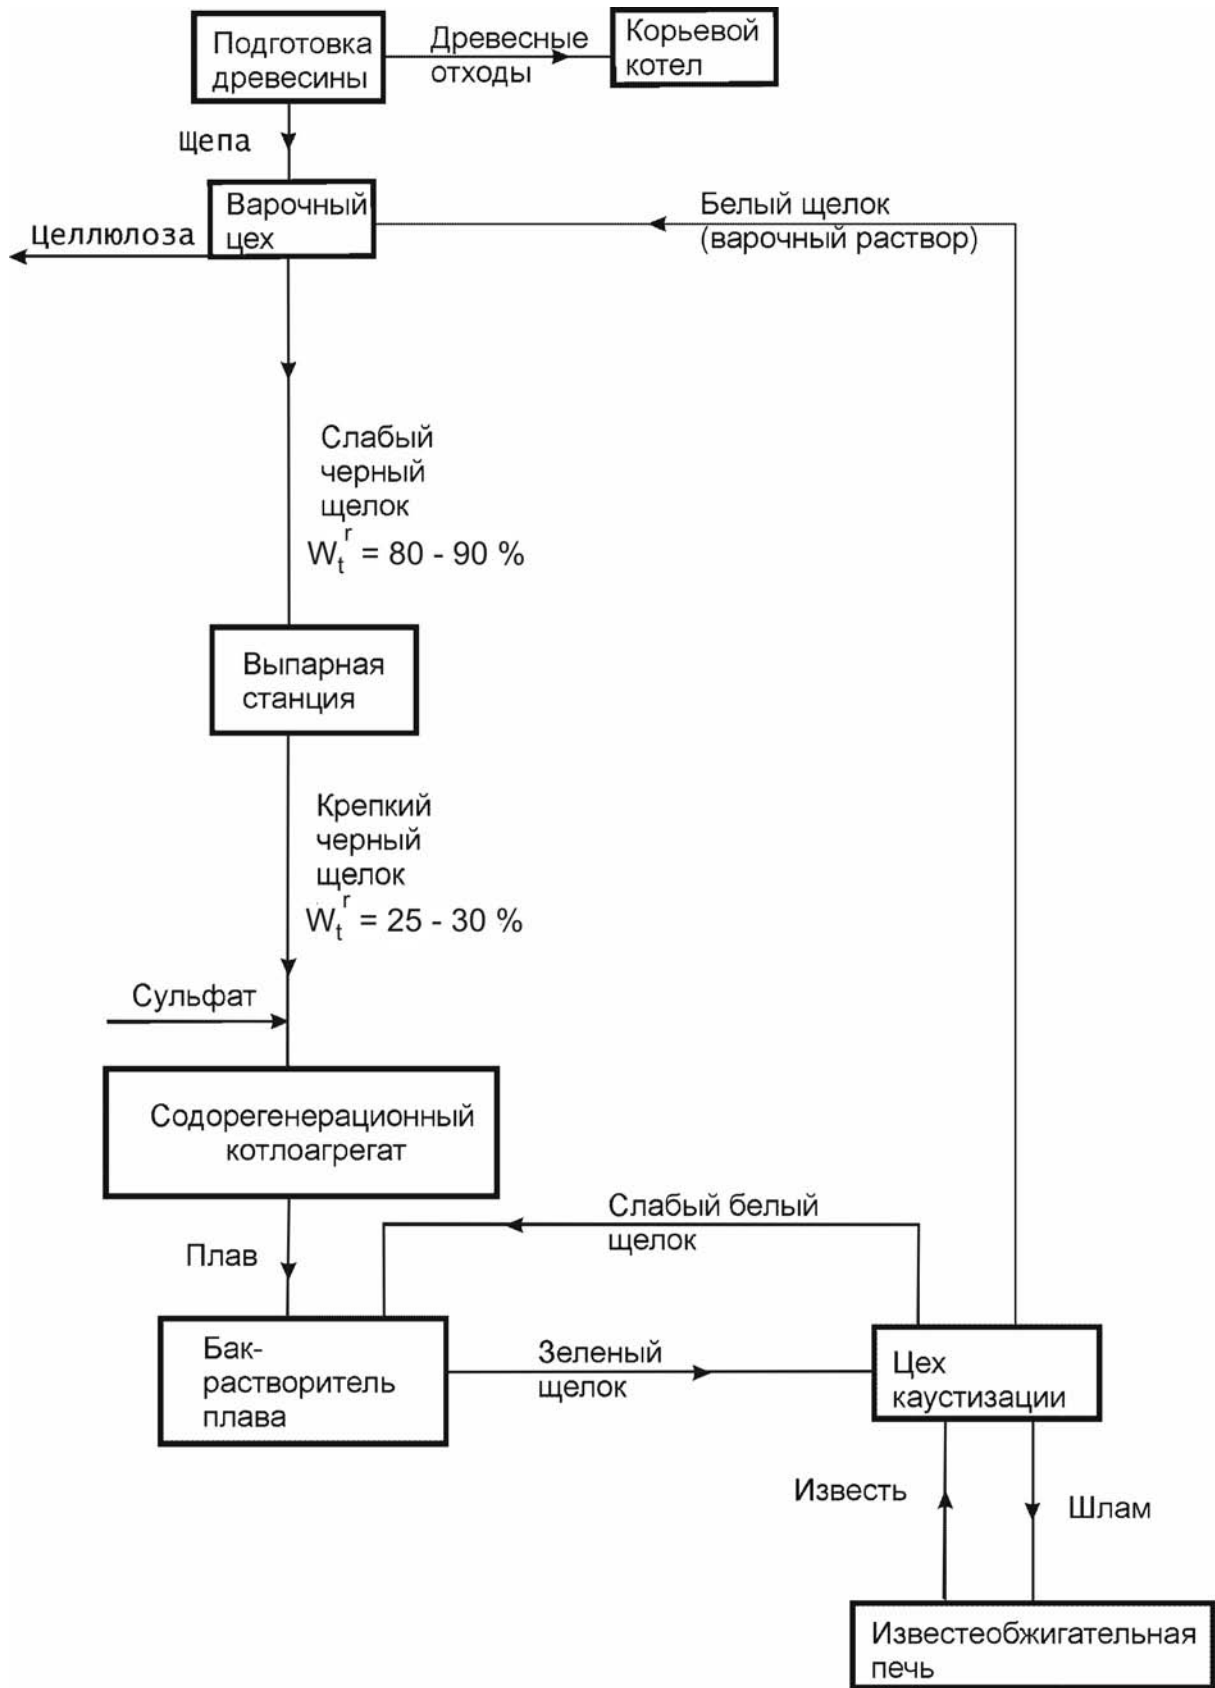 Подготовка
древесины
Древесные
отходы
Корьевой
котел
Щепа
Варочный
цех
Целлюлоза
Белый щелок
(варочный раствор)
Слабый
черный
щелок
W_t^r = 80 - 90 %
Выпарная
станция
Крепкий
черный
щелок
W_t^r = 25 - 30 %
Сульфат
Содорегенерационный
котлоагрегат
Плав
Слабый белый
щелок
Бак-
растворитель
плава
Зеленый
щелок
Цех
каустизации
Известь
Шлам
Известеобжигательная
печь